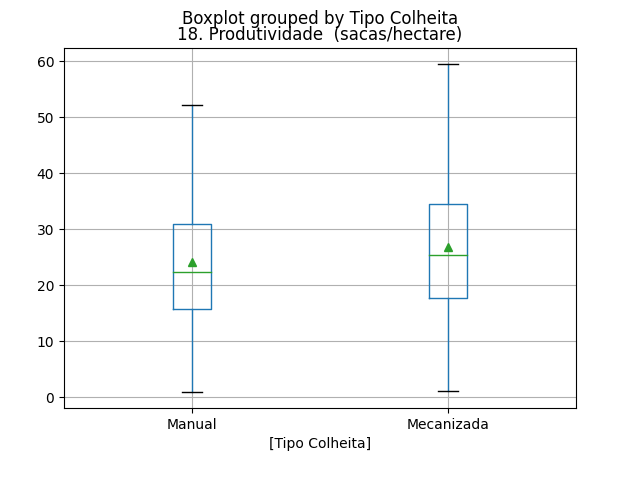 Boxplot grouped by Tipo Colheita
18. Produtividade  (sacas/hectare)
60
50
40
30
20
10
0
Manual
Mecanizada
[Tipo Colheita]